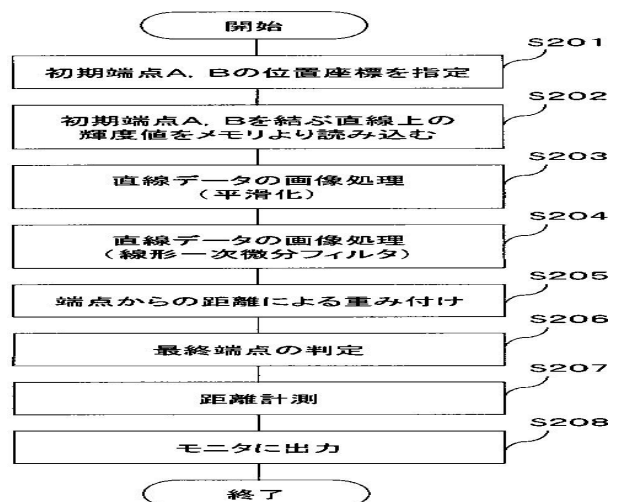 開始
S201
初期端点A, Bの位置座標を指定
S202
初期端点A, Bを結ぶ直線上の
輝度値をメモリより読み込む
S203
直線データの画像処理
(平滑化)
S204
直線データの画像処理
(線形一次微分フィルタ)
S205
端点からの距離による重み付け
S206
最終端点の判定
S207
距離計測
S208
モニタに出力
終了